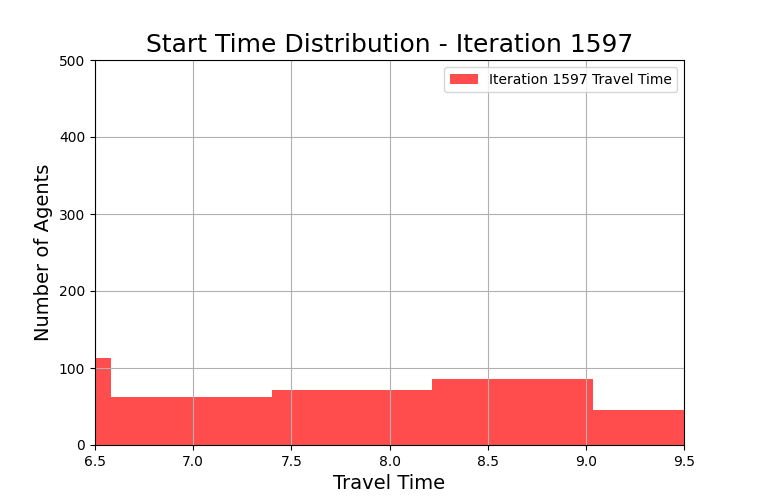 Start Time Distribution - Iteration 1597
Iteration 1597 Travel Time
Number of Agents
500
400
300
200
100
0
6.5 7.0 7.5 8.0 8.5 9.0 9.5
Travel Time